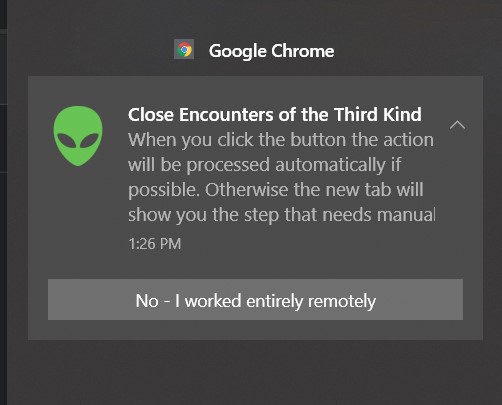 Google Chrome
Close Encounters of the Third Kind
When you click the button the action
will be processed automatically if
possible. Otherwise the new tab will
show you the step that needs manual
1:26 PM
No - I worked entirely remotely